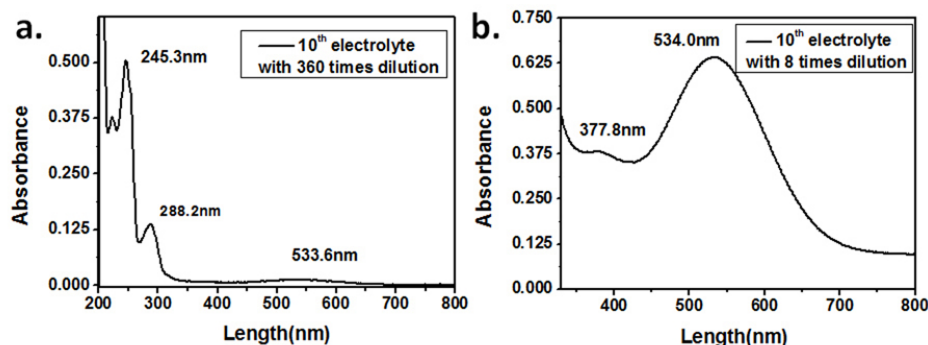 a.
10th electrolyte
with 360 times dilution
245.3nm
288.2nm
533.6nm
0.500
0.375
0.250
0.125
0.000
Absorbance
200 300 400 500 600 700 800
Length(nm)
b.
10th electrolyte
with 8 times dilution
534.0nm
377.8nm
0.750
0.625
0.500
0.375
0.250
0.125
0.000
Absorbance
400 500 600 700 800
Length(nm)